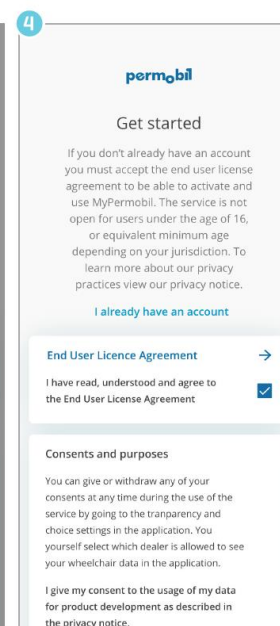 4
permobil
Get started
If you don't already have an account
you must accept the end user license
agreement to be able to activate and
use MyPermobil. The service is not
open for users under the age of 16,
or equivalent minimum age
depending on your jurisdiction. To
learn more about our privacy
practices view our privacy notice.
I already have an account
End User Licence Agreement
I have read, understood and agree to
the End User License Agreement
Consents and purposes
You can give or withdraw any of your
consents at any time during the use of the
service by going to the tranparency and
choice settings in the application. You
yourself select which dealer is allowed to see
your wheelchair data in the application.
I give my consent to the usage of my data
for product development as described in
the privacy notice.